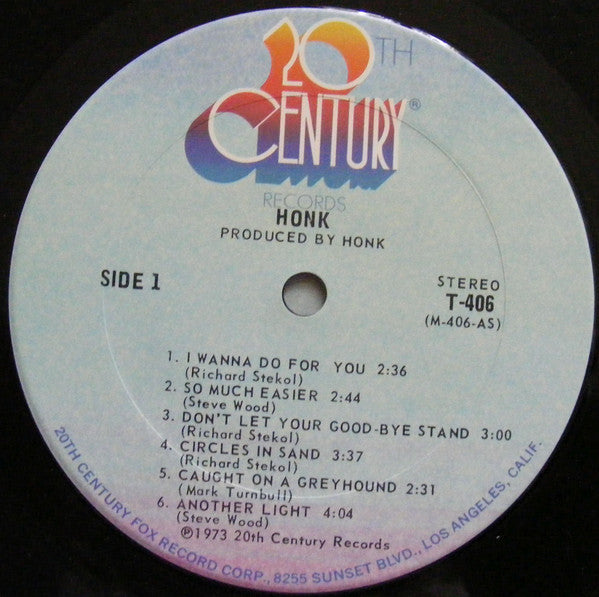 20TH
CENTURY®
RECORDS
HONK
PRODUCED BY HONK
SIDE 1
STEREO
T-406
(M-406-AS)
1. I WANNA DO FOR YOU 2:36
(Richard Stekol)
2. SO MUCH EASIER 2:44
(Steve Wood)
3. DON'T LET YOUR GOOD-BYE STAND 3:00
(Richard Stekol)
4. CIRCLES IN SAND 3:37
(Richard Stekol)
5. CAUGHT ON A GREYHOUND 2:31
(Mark Turnbull)
6. ANOTHER LIGHT 4:04
(Steve Wood)
℗1973 20th Century Records
20TH CENTURY FOX RECORD CORP., 8255 SUNSET BLVD., LOS ANGELES, CALIF.